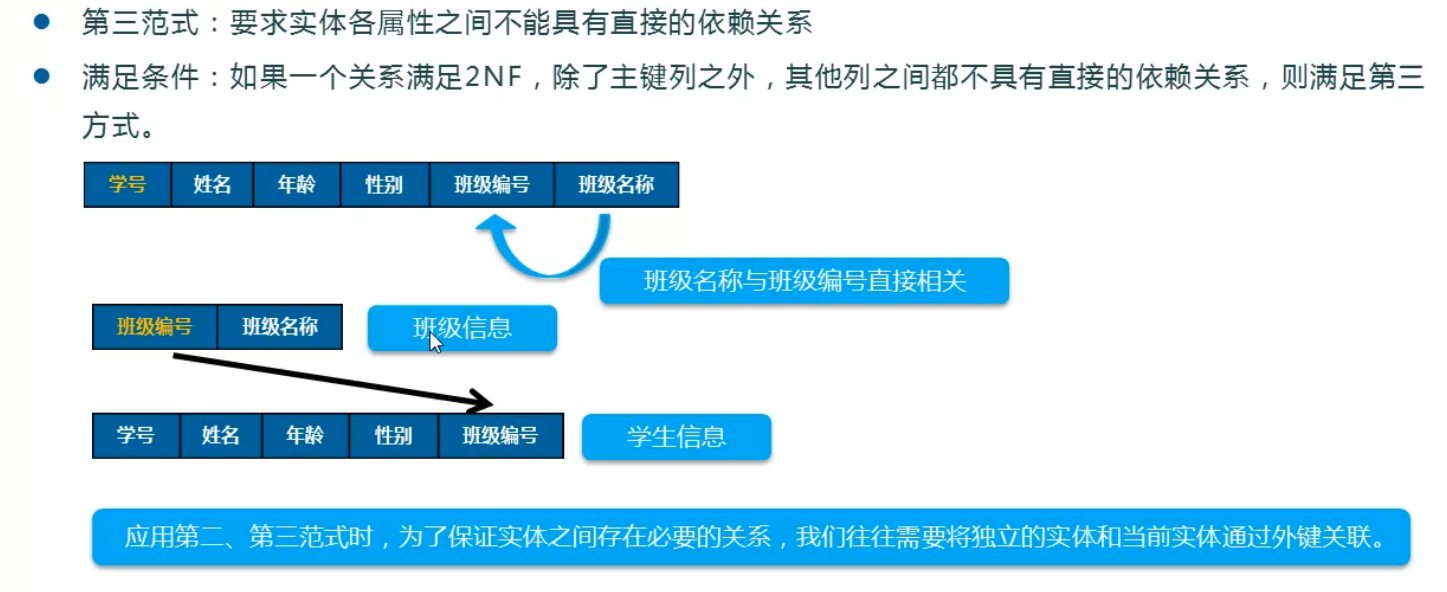 ● 第三范式：要求实体各属性之间不能具有直接的依赖关系
● 满足条件：如果一个关系满足2NF，除了主键列之外，其他列之间都不具有直接的依赖关系，则满足第三
方式。
学号 姓名 年龄 性别 班级编号 班级名称
班级名称与班级编号直接相关
班级编号 班级名称 班级信息
学号 姓名 年龄 性别 班级编号 学生信息
应用第二、第三范式时，为了保证实体之间存在必要的关系，我们往往需要将独立的实体和当前实体通过外键关联。